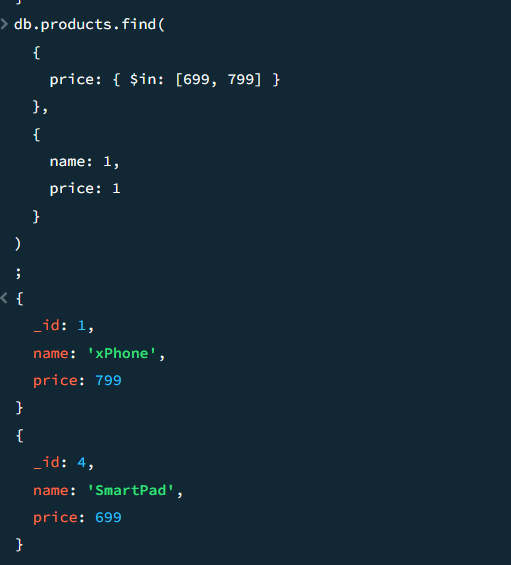 }
> db.products.find(
{
price: { $in: [699, 799] }
},
{
name: 1,
price: 1
}
)
;
< {
_id: 1,
name: 'xPhone',
price: 799
}
{
_id: 4,
name: 'SmartPad',
price: 699
}